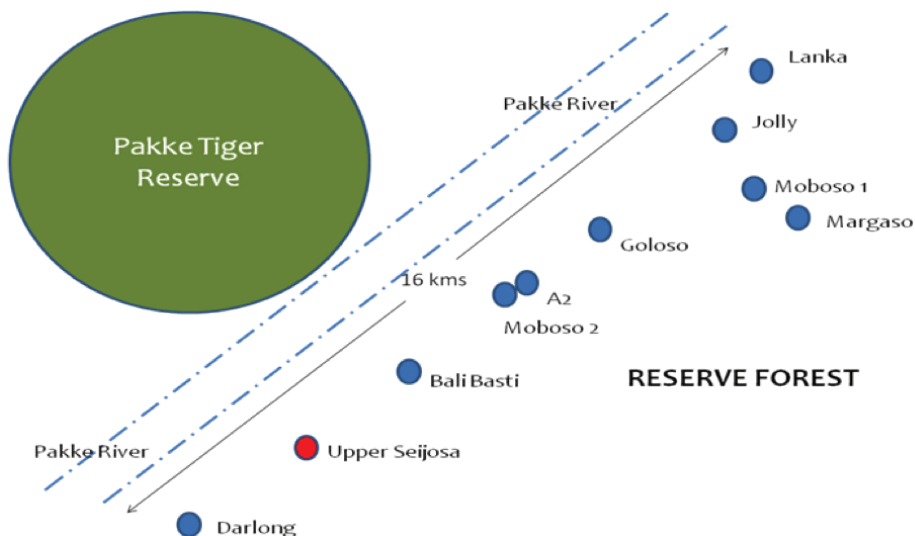 Lanka
Pakke River
Jolly
Pakke Tiger
Reserve
Moboso 1
Margaso
Goloso
16 kms
A2
Moboso 2
Bali Basti
RESERVE FOREST
Pakke River
Upper Seijosa
Darlong